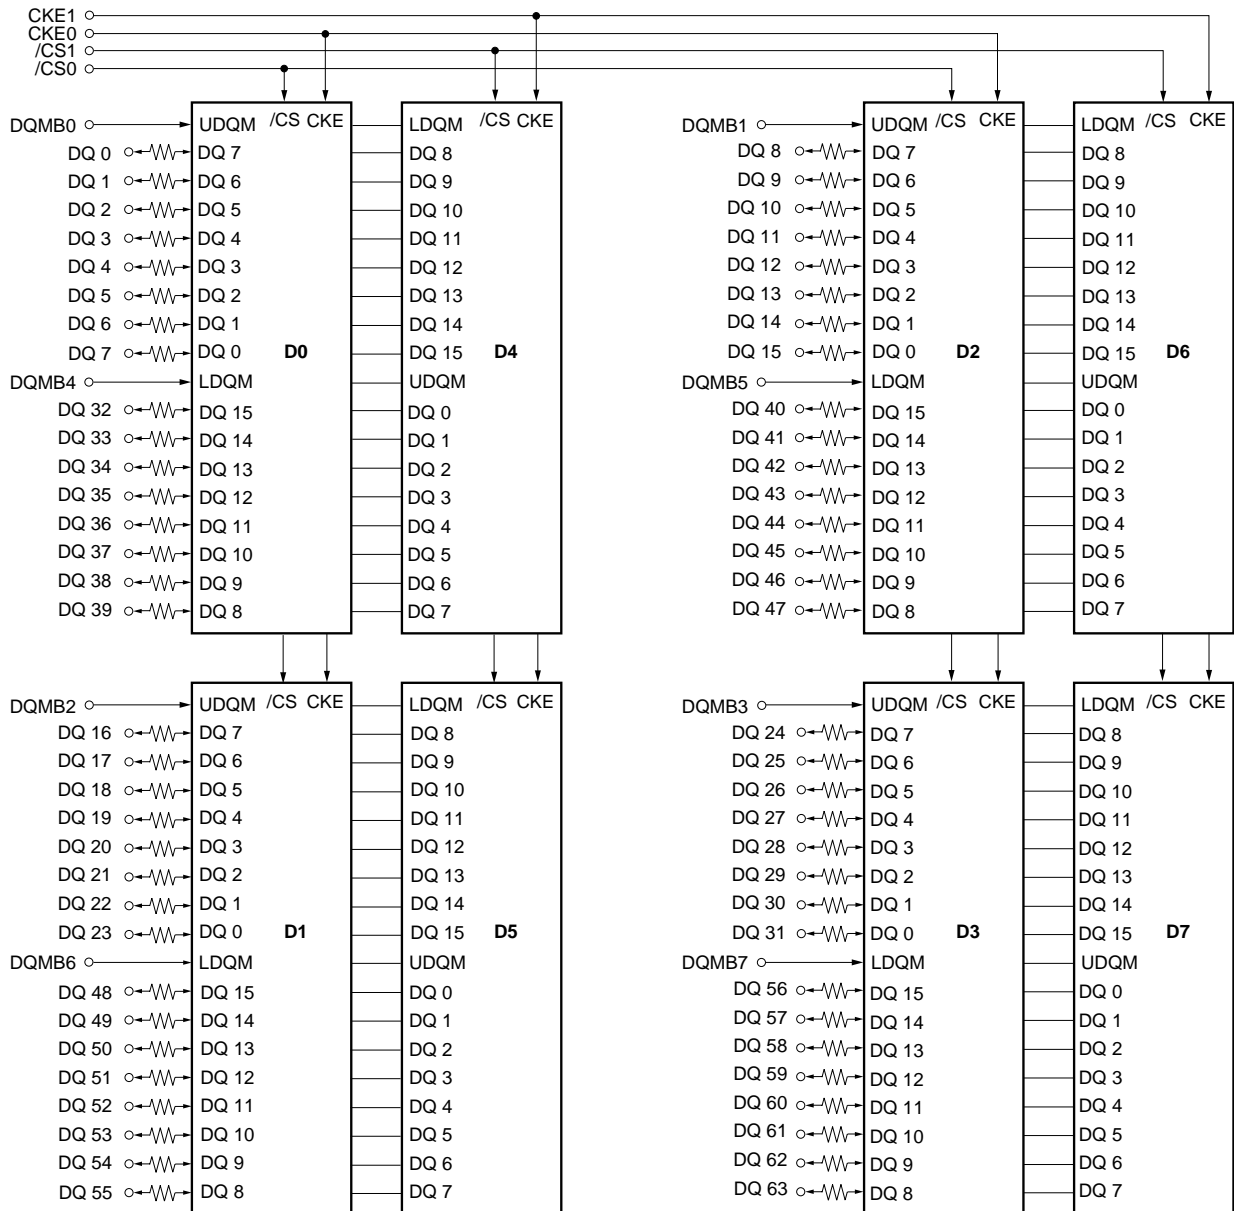 CKE1
CKE0
/CS1
/CS0
DQMB0 UDQM /CS CKE LDQM /CS CKE DQMB1 UDQM /CS CKE LDQM /CS CKE
DQ 0 DQ 7 DQ 8 DQ 8 DQ 7 DQ 8
DQ 1 DQ 6 DQ 9 DQ 9 DQ 6 DQ 9
DQ 2 DQ 5 DQ 10 DQ 10 DQ 5 DQ 10
DQ 3 DQ 4 DQ 11 DQ 11 DQ 4 DQ 11
DQ 4 DQ 3 DQ 12 DQ 12 DQ 3 DQ 12
DQ 5 DQ 2 DQ 13 DQ 13 DQ 2 DQ 13
DQ 6 DQ 1 DQ 14 DQ 14 DQ 1 DQ 14
DQ 7 DQ 0 D0 DQ 15 D4 DQ 15 DQ 0 D2 DQ 15 D6
DQMB4 LDQM UDQM DQMB5 LDQM UDQM
DQ 32 DQ 15 DQ 0 DQ 40 DQ 15 DQ 0
DQ 33 DQ 14 DQ 1 DQ 41 DQ 14 DQ 1
DQ 34 DQ 13 DQ 2 DQ 42 DQ 13 DQ 2
DQ 35 DQ 12 DQ 3 DQ 43 DQ 12 DQ 3
DQ 36 DQ 11 DQ 4 DQ 44 DQ 11 DQ 4
DQ 37 DQ 10 DQ 5 DQ 45 DQ 10 DQ 5
DQ 38 DQ 9 DQ 6 DQ 46 DQ 9 DQ 6
DQ 39 DQ 8 DQ 7 DQ 47 DQ 8 DQ 7
DQMB2 UDQM /CS CKE LDQM /CS CKE DQMB3 UDQM /CS CKE LDQM /CS CKE
DQ 16 DQ 7 DQ 8 DQ 24 DQ 7 DQ 8
DQ 17 DQ 6 DQ 9 DQ 25 DQ 6 DQ 9
DQ 18 DQ 5 DQ 10 DQ 26 DQ 5 DQ 10
DQ 19 DQ 4 DQ 11 DQ 27 DQ 4 DQ 11
DQ 20 DQ 3 DQ 12 DQ 28 DQ 3 DQ 12
DQ 21 DQ 2 DQ 13 DQ 29 DQ 2 DQ 13
DQ 22 DQ 1 DQ 14 DQ 30 DQ 1 DQ 14
DQ 23 DQ 0 D1 DQ 15 D5 DQ 31 DQ 0 D3 DQ 15 D7
DQMB6 LDQM UDQM DQMB7 LDQM UDQM
DQ 48 DQ 15 DQ 0 DQ 56 DQ 15 DQ 0
DQ 49 DQ 14 DQ 1 DQ 57 DQ 14 DQ 1
DQ 50 DQ 13 DQ 2 DQ 58 DQ 13 DQ 2
DQ 51 DQ 12 DQ 3 DQ 59 DQ 12 DQ 3
DQ 52 DQ 11 DQ 4 DQ 60 DQ 11 DQ 4
DQ 53 DQ 10 DQ 5 DQ 61 DQ 10 DQ 5
DQ 54 DQ 9 DQ 6 DQ 62 DQ 9 DQ 6
DQ 55 DQ 8 DQ 7 DQ 63 DQ 8 DQ 7